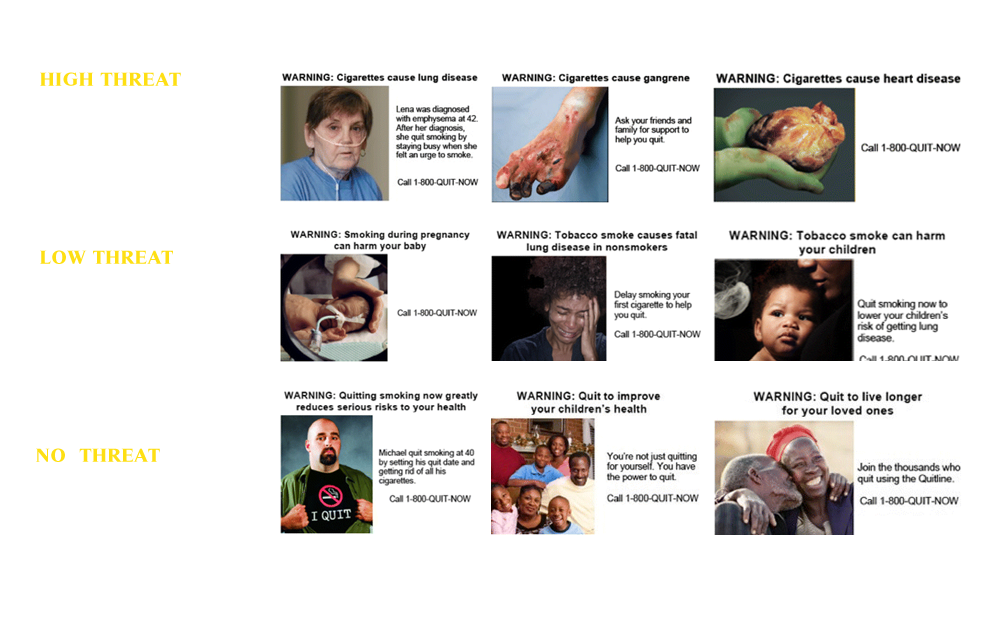 HIGH THREAT
WARNING: Cigarettes cause lung disease
Lena was diagnosed
with emphysema at 42.
After her diagnosis,
she quit smoking by
staying busy when she
felt an urge to smoke.
Call 1-800-QUIT-NOW
WARNING: Cigarettes cause gangrene
Ask your friends and
family for support to
help you quit.
Call 1-800-QUIT-NOW
WARNING: Cigarettes cause heart disease
Call 1-800-QUIT-NOW
LOW THREAT
WARNING: Smoking during pregnancy
can harm your baby
Call 1-800-QUIT-NOW
WARNING: Tobacco smoke causes fatal
lung disease in nonsmokers
Delay smoking your
first cigarette to help
you quit.
Call 1-800-QUIT-NOW
WARNING: Tobacco smoke can harm
your children
Quit smoking now to
lower your children's
risk of getting lung
disease.
Call 1-800-QUIT-NOW
NO THREAT
WARNING: Quitting smoking now greatly
reduces serious risks to your health
I QUIT
Michael quit smoking at 40
by setting his quit date and
getting rid of all his
cigarettes.
Call 1-800-QUIT-NOW
WARNING: Quit to improve
your children's health
You're not just quitting
for yourself. You have
the power to quit.
Call 1-800-QUIT-NOW
WARNING: Quit to live longer
for your loved ones
Join the thousands who
quit using the Quitline.
Call 1-800-QUIT-NOW